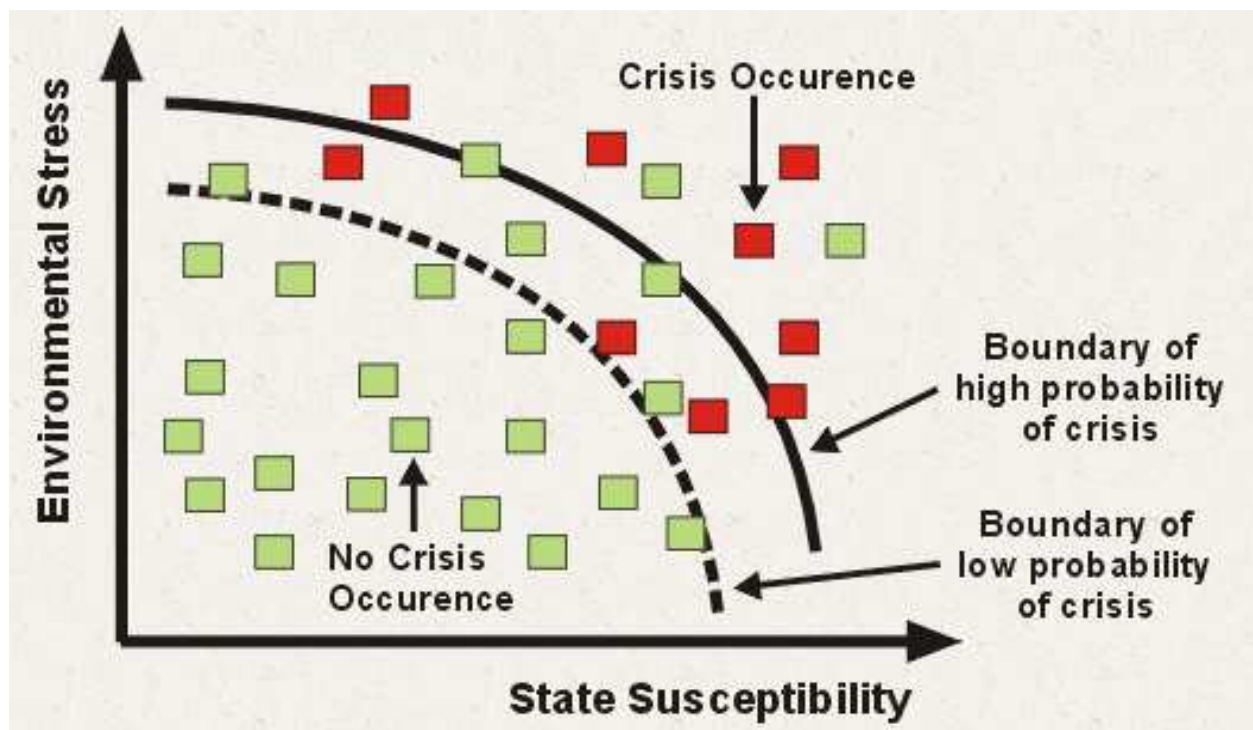 Environmental Stress
Crisis Occurence
Boundary of
high probability
of crisis
Boundary of
low probability
of crisis
No Crisis
Occurence
State Susceptibility